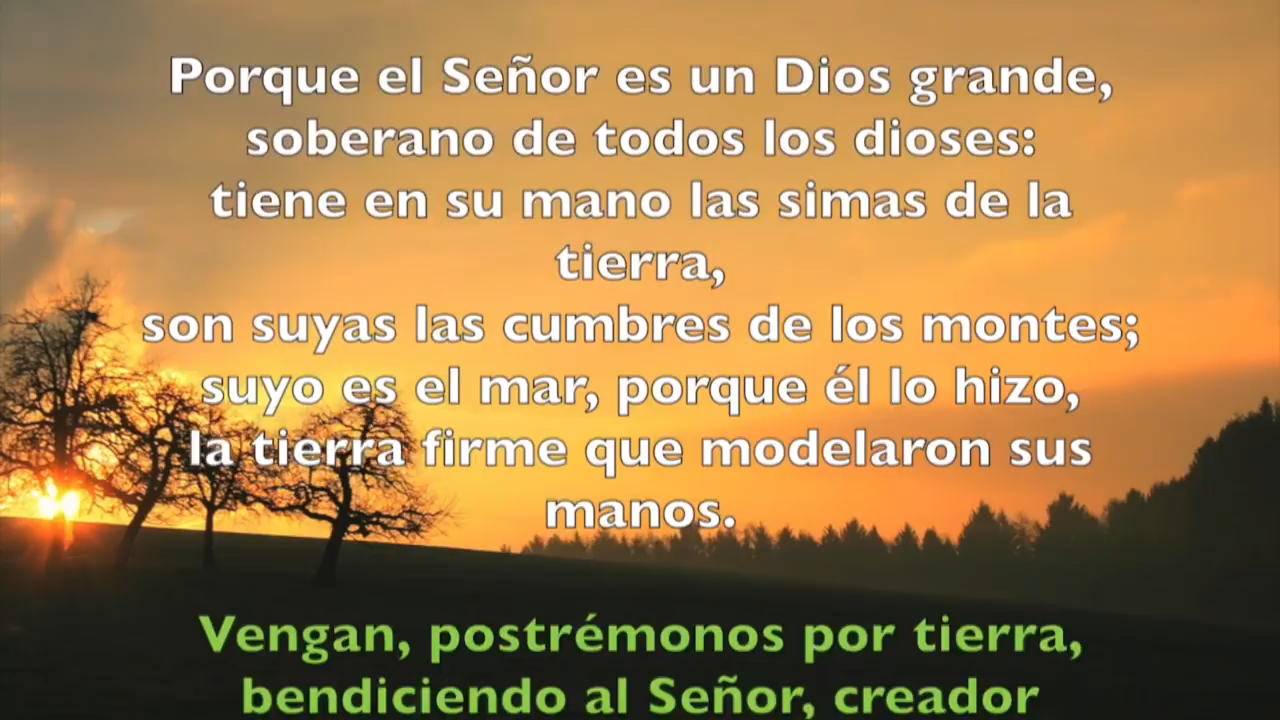 Porque el Señor es un Dios grande,
soberano de todos los dioses:
tiene en su mano las simas de la
tierra,
son suyas las cumbres de los montes;
suyo es el mar, porque él lo hizo,
la tierra firme que modelaron sus
manos.
Vengan, postrémonos por tierra,
bendiciendo al Señor, creador